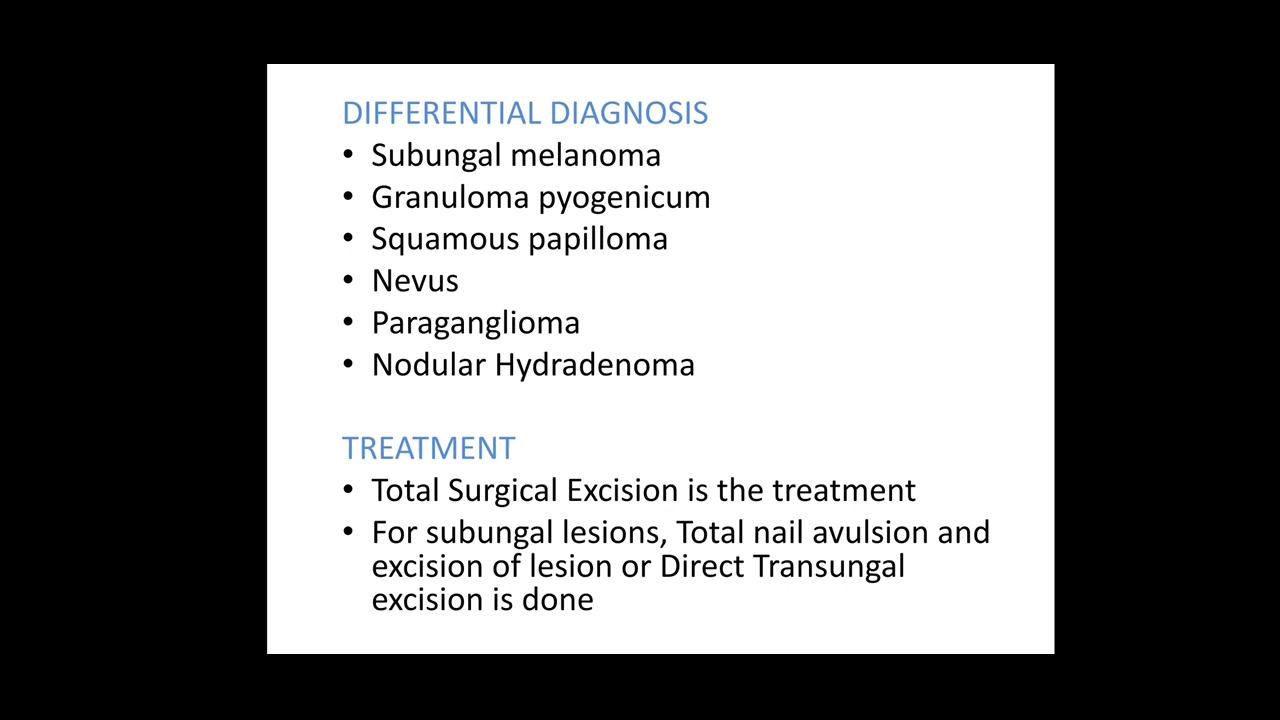 DIFFERENTIAL DIAGNOSIS
• Subungal melanoma
• Granuloma pyogenicum
• Squamous papilloma
• Nevus
• Paraganglioma
• Nodular Hydradenoma
TREATMENT
• Total Surgical Excision is the treatment
• For subungal lesions, Total nail avulsion and
excision of lesion or Direct Transungal
excision is done